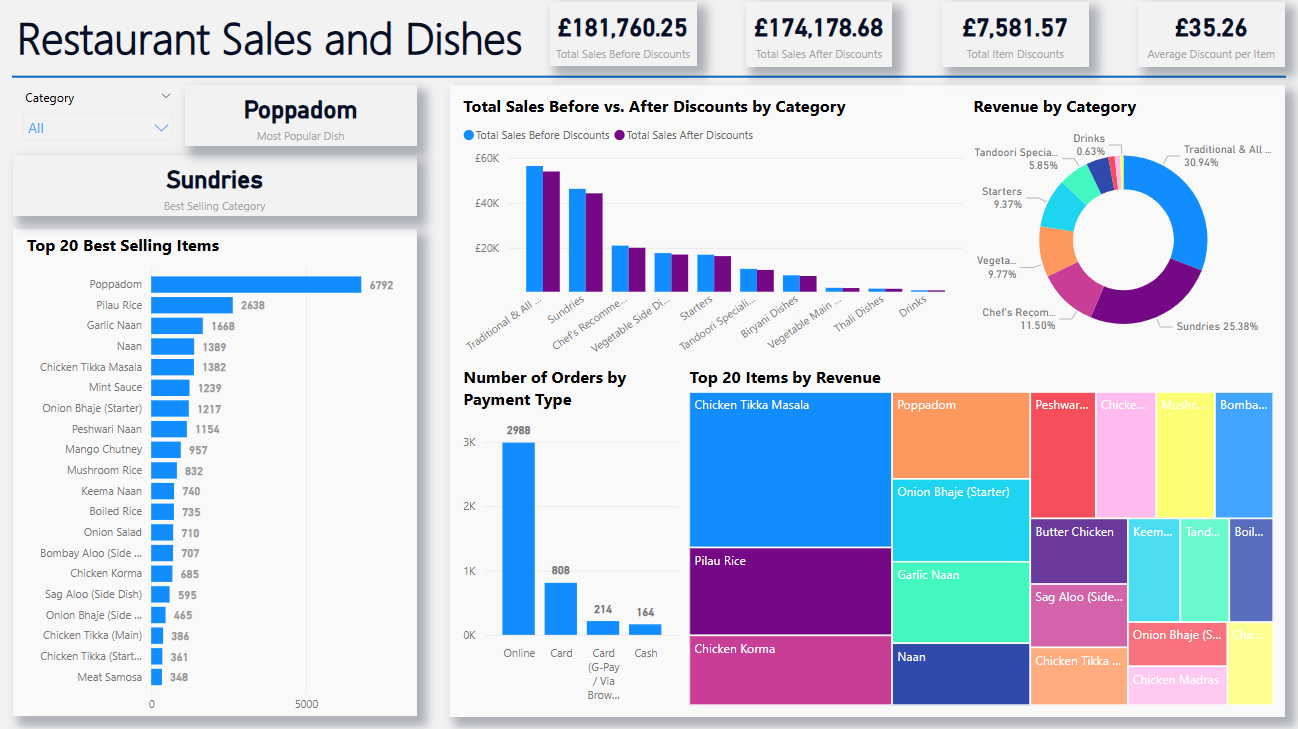 Restaurant Sales and Dishes
£181,760.25
Total Sales Before Discounts
£174,178.68
Total Sales After Discounts
£7,581.57
Total Item Discounts
£35.26
Average Discount per Item
Category
All
Poppadom
Most Popular Dish
Sundries
Best Selling Category
Top 20 Best Selling Items
Poppadom 6792
Pilau Rice 2638
Garlic Naan 1668
Naan 1389
Chicken Tikka Masala 1382
Mint Sauce 1239
Onion Bhaje (Starter) 1217
Peshwari Naan 1154
Mango Chutney 957
Mushroom Rice 832
Keema Naan 740
Boiled Rice 735
Onion Salad 710
Bombay Aloo (Side ... 707
Chicken Korma 685
Sag Aloo (Side Dish) 595
Onion Bhaje (Side ... 465
Chicken Tikka (Main) 386
Chicken Tikka (Start... 361
Meat Samosa 348
0 5000
Total Sales Before vs. After Discounts by Category
Total Sales Before Discounts Total Sales After Discounts
£60K
£40K
£20K
Traditional & All ...
Sundries
Chef's Recomme...
Vegetable Side Di...
Starters
Tandoori Speciali...
Biryani Dishes
Vegetable Main ...
Thali Dishes
Drinks
Revenue by Category
Drinks
0.63%
Tandoori Specia...
5.85%
Starters
9.37%
Vegeta...
9.77%
Chef's Recom...
11.50%
Traditional & All ...
30.94%
Sundries 25.38%
Number of Orders by
Payment Type
3K
2K
1K
0K
2988
808
214
164
Online
Card
Card
(G-Pay
/ Via
Brow...
Cash
Top 20 Items by Revenue
Chicken Tikka Masala
Pilau Rice
Chicken Korma
Poppadom
Onion Bhaje (Starter)
Garlic Naan
Naan
Peshwar...
Chicke...
Mushr...
Bomba...
Butter Chicken
Sag Aloo (Side...
Chicken Tikka ...
Keem...
Tand...
Boil...
Onion Bhaje (S...
Chicken Madras
Chic...